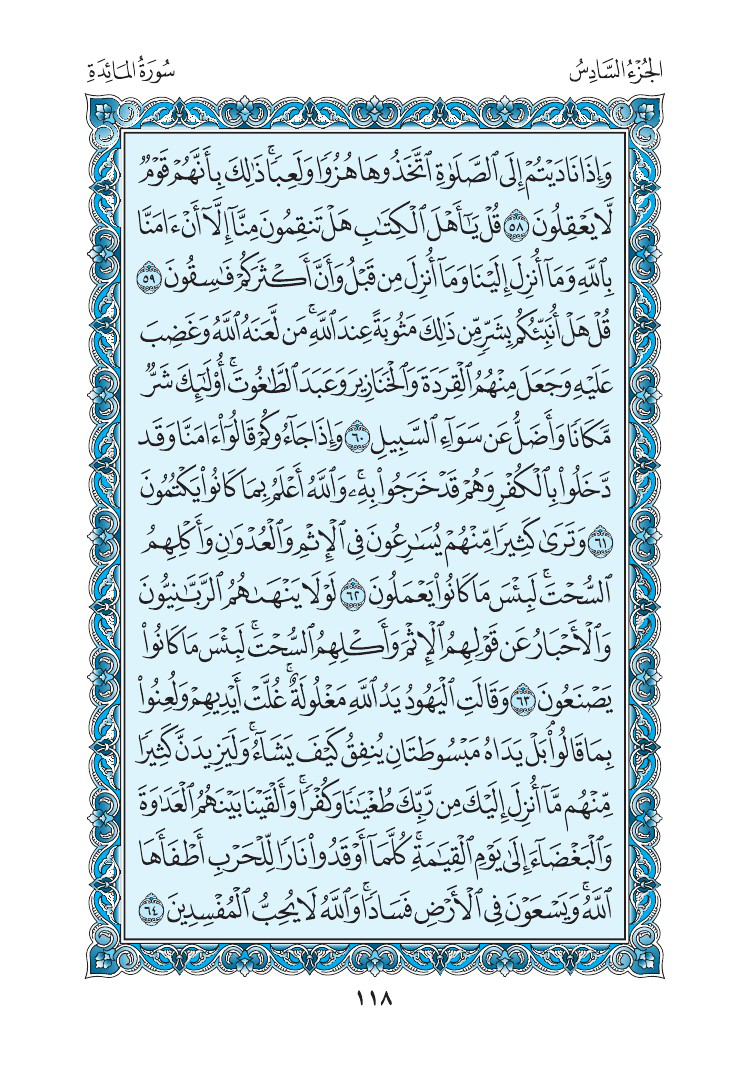 الجُزْءُ السَّادِسُ
سُورَةُ المَائِدَةِ
وَإِذَا نَادَيْتُمْ إِلَى ٱلصَّلَوٰةِ ٱتَّخَذُوهَا هُزُوٗا وَلَعِبٗاۚ ذَٰلِكَ بِأَنَّهُمْ قَوْمٞ
لَّا يَعْقِلُونَ ٥٨ قُلْ يَٰٓأَهْلَ ٱلْكِتَٰبِ هَلْ تَنقِمُونَ مِنَّآ إِلَّآ أَنْ ءَامَنَّا
بِٱللَّهِ وَمَآ أُنزِلَ إِلَيْنَا وَمَآ أُنزِلَ مِن قَبْلُ وَأَنَّ أَكْثَرَكُمْ فَٰسِقُونَ ٥٩
قُلْ هَلْ أُنَبِّئُكُم بِشَرّٖ مِّن ذَٰلِكَ مَثُوبَةً عِندَ ٱللَّهِۚ مَن لَّعَنَهُ ٱللَّهُ وَغَضِبَ
عَلَيْهِ وَجَعَلَ مِنْهُمُ ٱلْقِرَدَةَ وَٱلْخَنَازِيرَ وَعَبَدَ ٱلطَّٰغُوتَۚ أُوْلَٰٓئِكَ شَرّٞ
مَّكَانٗا وَأَضَلُّ عَن سَوَآءِ ٱلسَّبِيلِ ٦٠ وَإِذَا جَآءُوكُمْ قَالُوٓاْ ءَامَنَّا وَقَد
دَّخَلُواْ بِٱلْكُفْرِ وَهُمْ قَدْ خَرَجُواْ بِهِۦۚ وَٱللَّهُ أَعْلَمُ بِمَا كَانُواْ يَكْتُمُونَ
٦١ وَتَرَىٰ كَثِيرٗا مِّنْهُمْ يُسَٰرِعُونَ فِي ٱلْإِثْمِ وَٱلْعُدْوَٰنِ وَأَكْلِهِمُ
ٱلسُّحْتَۚ لَبِئْسَ مَا كَانُواْ يَعْمَلُونَ ٦٢ لَوْلَا يَنْهَىٰهُمُ ٱلرَّبَّٰنِيُّونَ
وَٱلْأَحْبَارُ عَن قَوْلِهِمُ ٱلْإِثْمَ وَأَكْلِهِمُ ٱلسُّحْتَۚ لَبِئْسَ مَا كَانُواْ
يَصْنَعُونَ ٦٣ وَقَالَتِ ٱلْيَهُودُ يَدُ ٱللَّهِ مَغْلُولَةٌۚ غُلَّتْ أَيْدِيهِمْ وَلُعِنُواْ
بِمَا قَالُواْۘ بَلْ يَدَاهُ مَبْسُوطَتَانِ يُنفِقُ كَيْفَ يَشَآءُۚ وَلَيَزِيدَنَّ كَثِيرٗا
مِّنْهُم مَّآ أُنزِلَ إِلَيْكَ مِن رَّبِّكَ طُغْيَٰنٗا وَكُفْرٗاۚ وَأَلْقَيْنَا بَيْنَهُمُ ٱلْعَدَٰوَةَ
وَٱلْبَغْضَآءَ إِلَىٰ يَوْمِ ٱلْقِيَٰمَةِۚ كُلَّمَآ أَوْقَدُواْ نَارٗا لِّلْحَرْبِ أَطْفَأَهَا
ٱللَّهُۚ وَيَسْعَوْنَ فِي ٱلْأَرْضِ فَسَادٗاۚ وَٱللَّهُ لَا يُحِبُّ ٱلْمُفْسِدِينَ ٦٤
١١٨